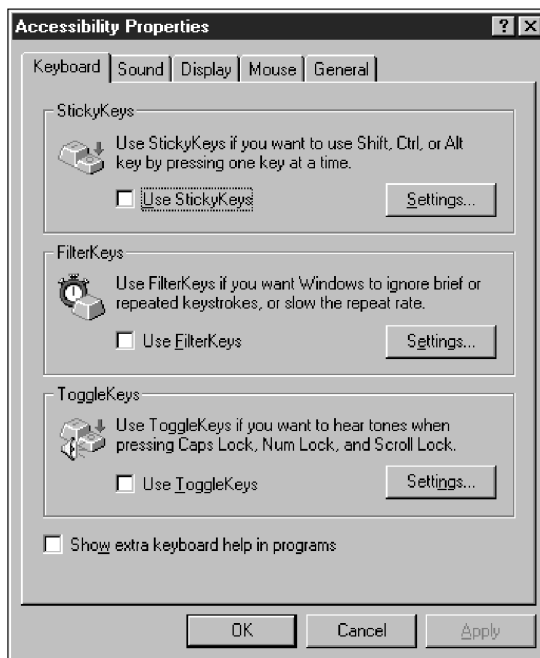 Accessibility Properties
Keyboard Sound Display Mouse General
StickyKeys
Use StickyKeys if you want to use Shift, Ctrl, or Alt
key by pressing one key at a time.
Use StickyKeys
Settings...
FilterKeys
Use FilterKeys if you want Windows to ignore brief or
repeated keystrokes, or slow the repeat rate.
Use FilterKeys
Settings...
ToggleKeys
Use ToggleKeys if you want to hear tones when
pressing Caps Lock, Num Lock, and Scroll Lock.
Use ToggleKeys
Settings...
Show extra keyboard help in programs
OK Cancel Apply